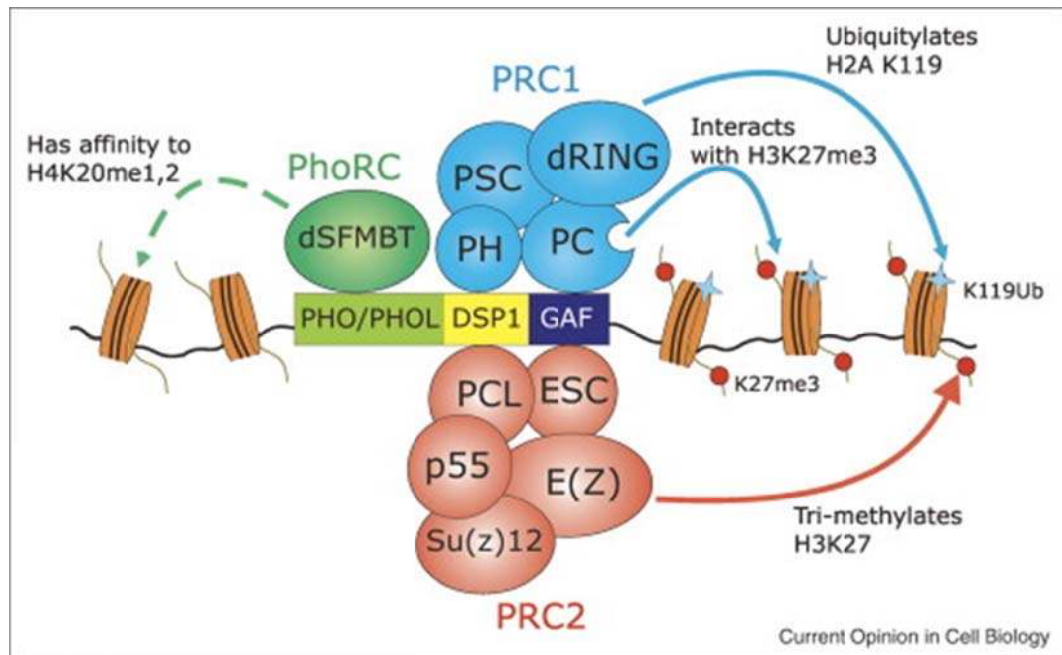 Ubiquitylates
H2A K119
PRC1
Interacts
with H3K27me3
Has affinity to
H4K20me1,2
PhoRC
dRING
PSC
dSFMBT
PH
PC
K119Ub
PHO/PHOL
DSP1
GAF
K27me3
PCL
ESC
p55
E(Z)
Su(z)12
Tri-methylates
H3K27
PRC2
Current Opinion in Cell Biology